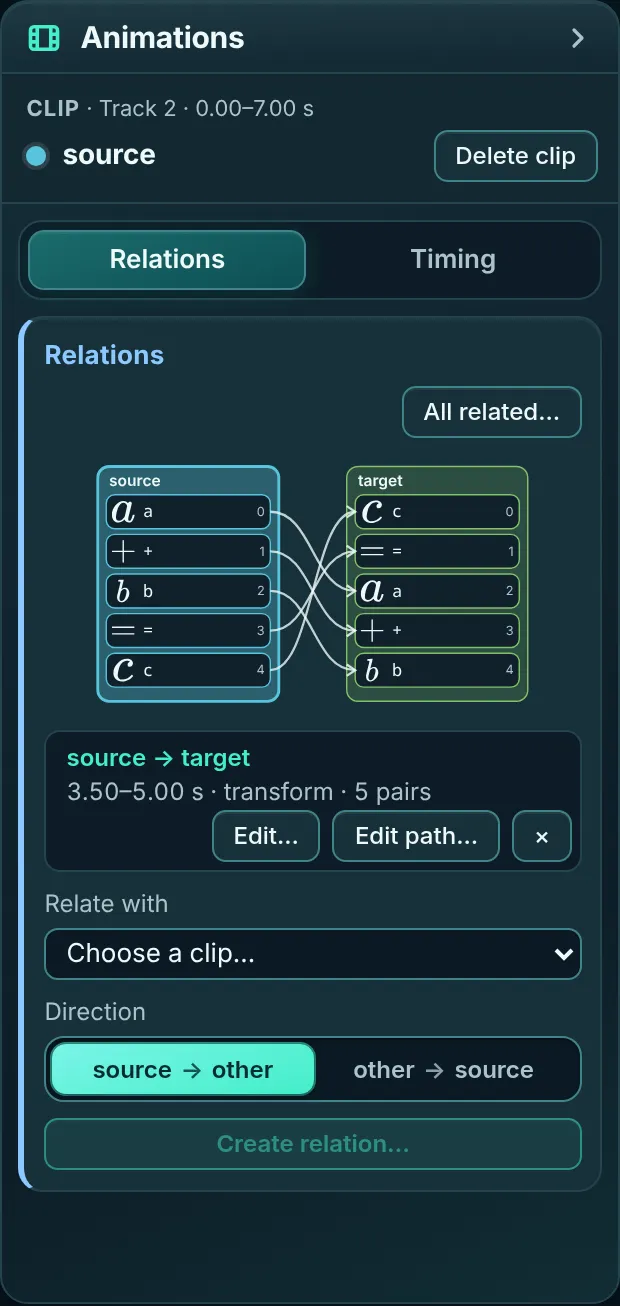 Animations
CLIP · Track 2 · 0.00–7.00 s
source
Delete clip
Relations
Timing
Relations
All related...
source
a a 0
+ + 1
b b 2
= = 3
c c 4
target
c c 0
= = 1
a a 2
+ + 3
b b 4
source → target
3.50–5.00 s · transform · 5 pairs
Edit...
Edit path...
×
Relate with
Choose a clip...
Direction
source → other
other → source
Create relation...